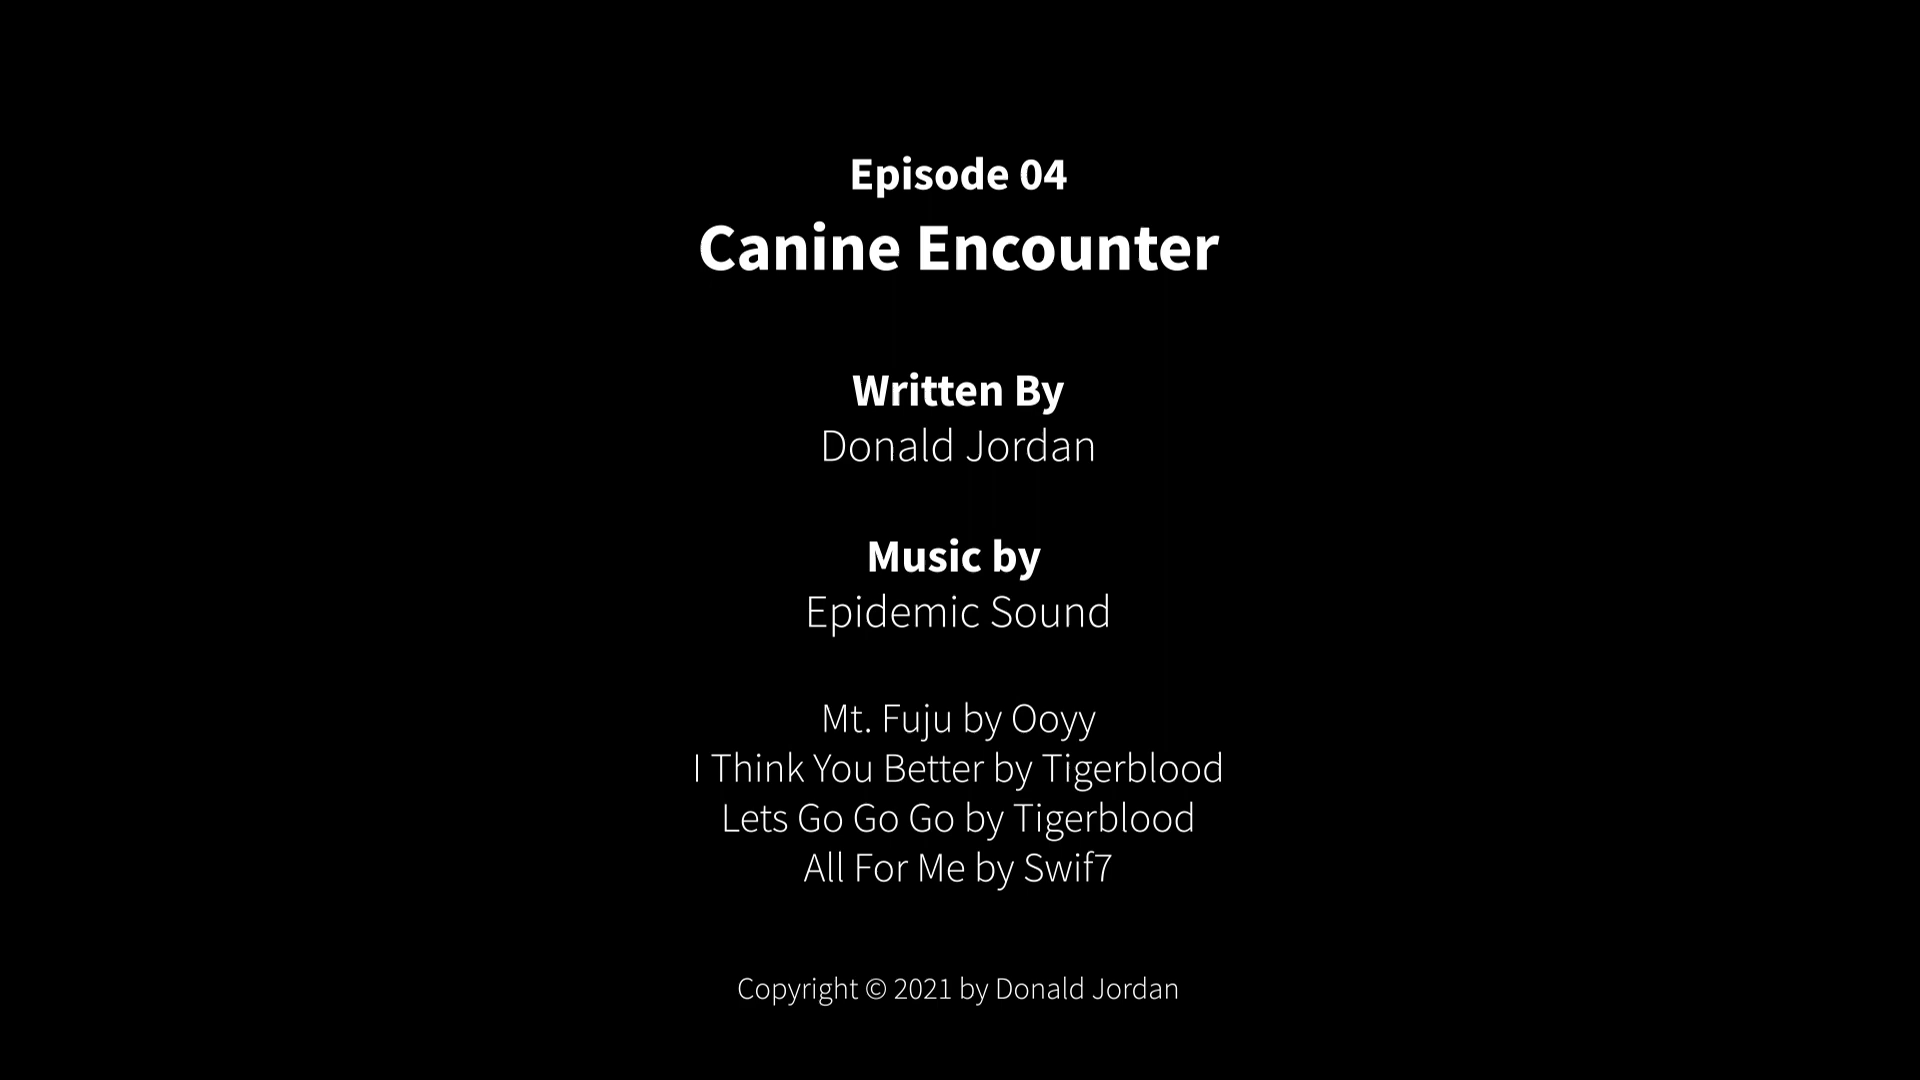 Episode 04
Canine Encounter
Written By
Donald Jordan
Music by
Epidemic Sound
Mt. Fuju by Ooyy
I Think You Better by Tigerblood
Lets Go Go Go by Tigerblood
All For Me by Swif7
Copyright © 2021 by Donald Jordan